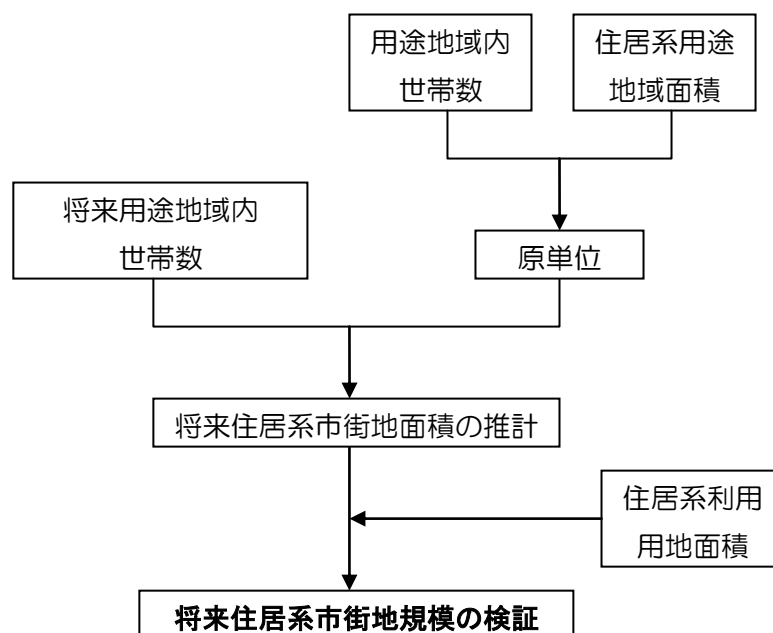 用途地域内
世帯数
住居系用途
地域面積
将来用途地域内
世帯数
原単位
将来住居系市街地面積の推計
住居系利用
用地面積
将来住居系市街地規模の検証